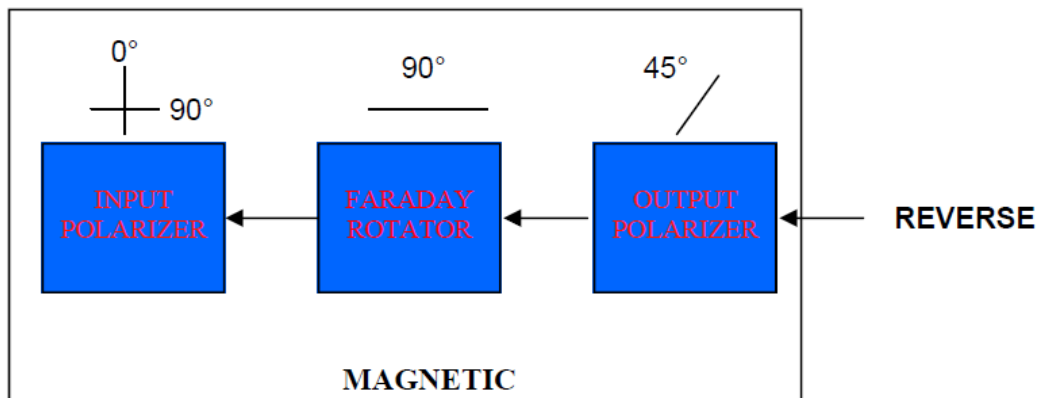 0°
90°
90°
45°
INPUT
POLARIZER
FARADAY
ROTATOR
OUTPUT
POLARIZER
REVERSE
MAGNETIC